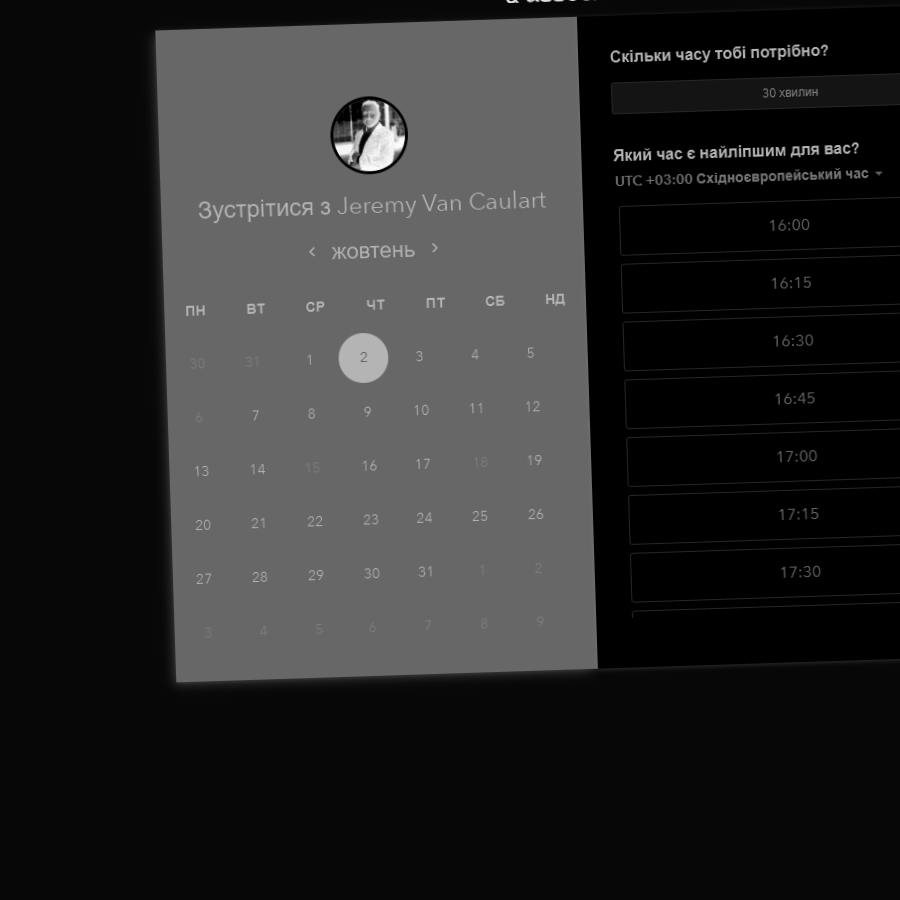 Зустрітися з Jeremy Van Caulart
жовтень
ПН ВТ СР ЧТ ПТ СБ НД
30 31 1 2 3 4 5
6 7 8 9 10 11 12
13 14 15 16 17 18 19
20 21 22 23 24 25 26
27 28 29 30 31 1 2
3 4 5 6 7 8 9
Скільки часу тобі потрібно?
30 хвилин
Який час є найліпшим для вас?
UTC +03:00 Східноєвропейський час
16:00
16:15
16:30
16:45
17:00
17:15
17:30